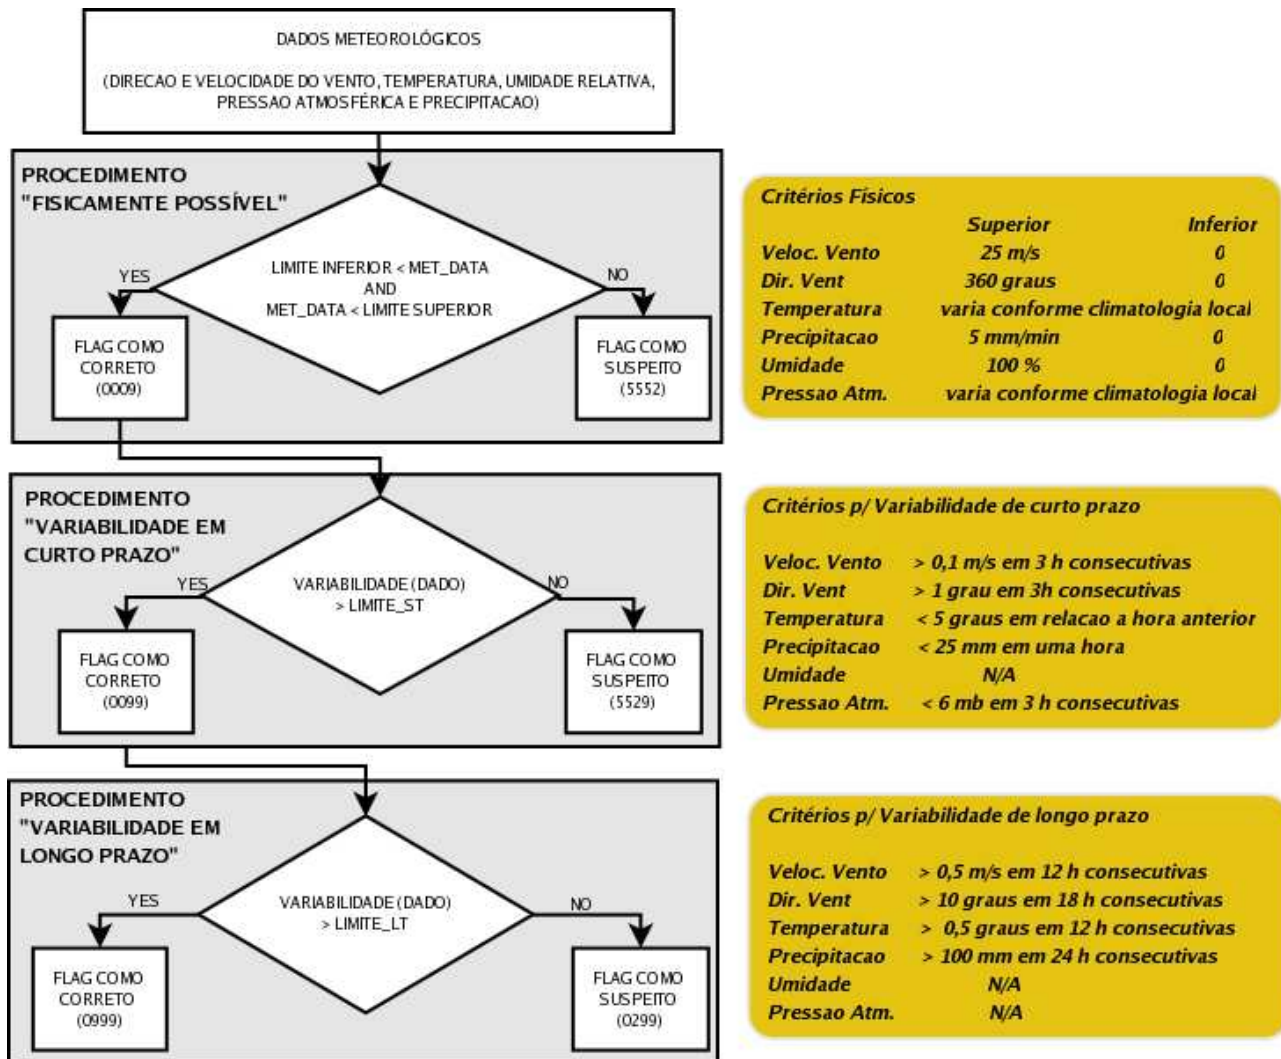 DADOS METEOROLÓGICOS
(DIRECAO E VELOCIDADE DO VENTO, TEMPERATURA, UMIDADE RELATIVA,
PRESSAO ATMOSFÉRICA E PRECIPITACAO)
PROCEDIMENTO
"FISICAMENTE POSSÍVEL"
LIMITE INFERIOR < MET_DATA
AND
MET_DATA < LIMITE SUPERIOR
YES
NO
FLAG COMO
CORRETO
(0009)
FLAG COMO
SUSPEITO
(5552)
Critérios Físicos
Superior Inferior
Veloc. Vento 25 m/s 0
Dir. Vent 360 graus 0
Temperatura varia conforme climatologia local
Precipitacao 5 mm/min 0
Umidade 100 % 0
Pressao Atm. varia conforme climatologia local
PROCEDIMENTO
"VARIABILIDADE EM
CURTO PRAZO"
VARIABILIDADE (DADO)
> LIMITE_ST
YES
NO
FLAG COMO
CORRETO
(0099)
FLAG COMO
SUSPEITO
(5529)
Critérios p/ Variabilidade de curto prazo
Veloc. Vento > 0,1 m/s em 3 h consecutivas
Dir. Vent > 1 grau em 3h consecutivas
Temperatura < 5 graus em relacao a hora anterior
Precipitacao < 25 mm em uma hora
Umidade N/A
Pressao Atm. < 6 mb em 3 h consecutivas
PROCEDIMENTO
"VARIABILIDADE EM
LONGO PRAZO"
VARIABILIDADE (DADO)
> LIMITE_LT
YES
NO
FLAG COMO
CORRETO
(0999)
FLAG COMO
SUSPEITO
(0299)
Critérios p/ Variabilidade de longo prazo
Veloc. Vento > 0,5 m/s em 12 h consecutivas
Dir. Vent > 10 graus em 18 h consecutivas
Temperatura > 0,5 graus em 12 h consecutivas
Precipitacao > 100 mm em 24 h consecutivas
Umidade N/A
Pressao Atm. N/A